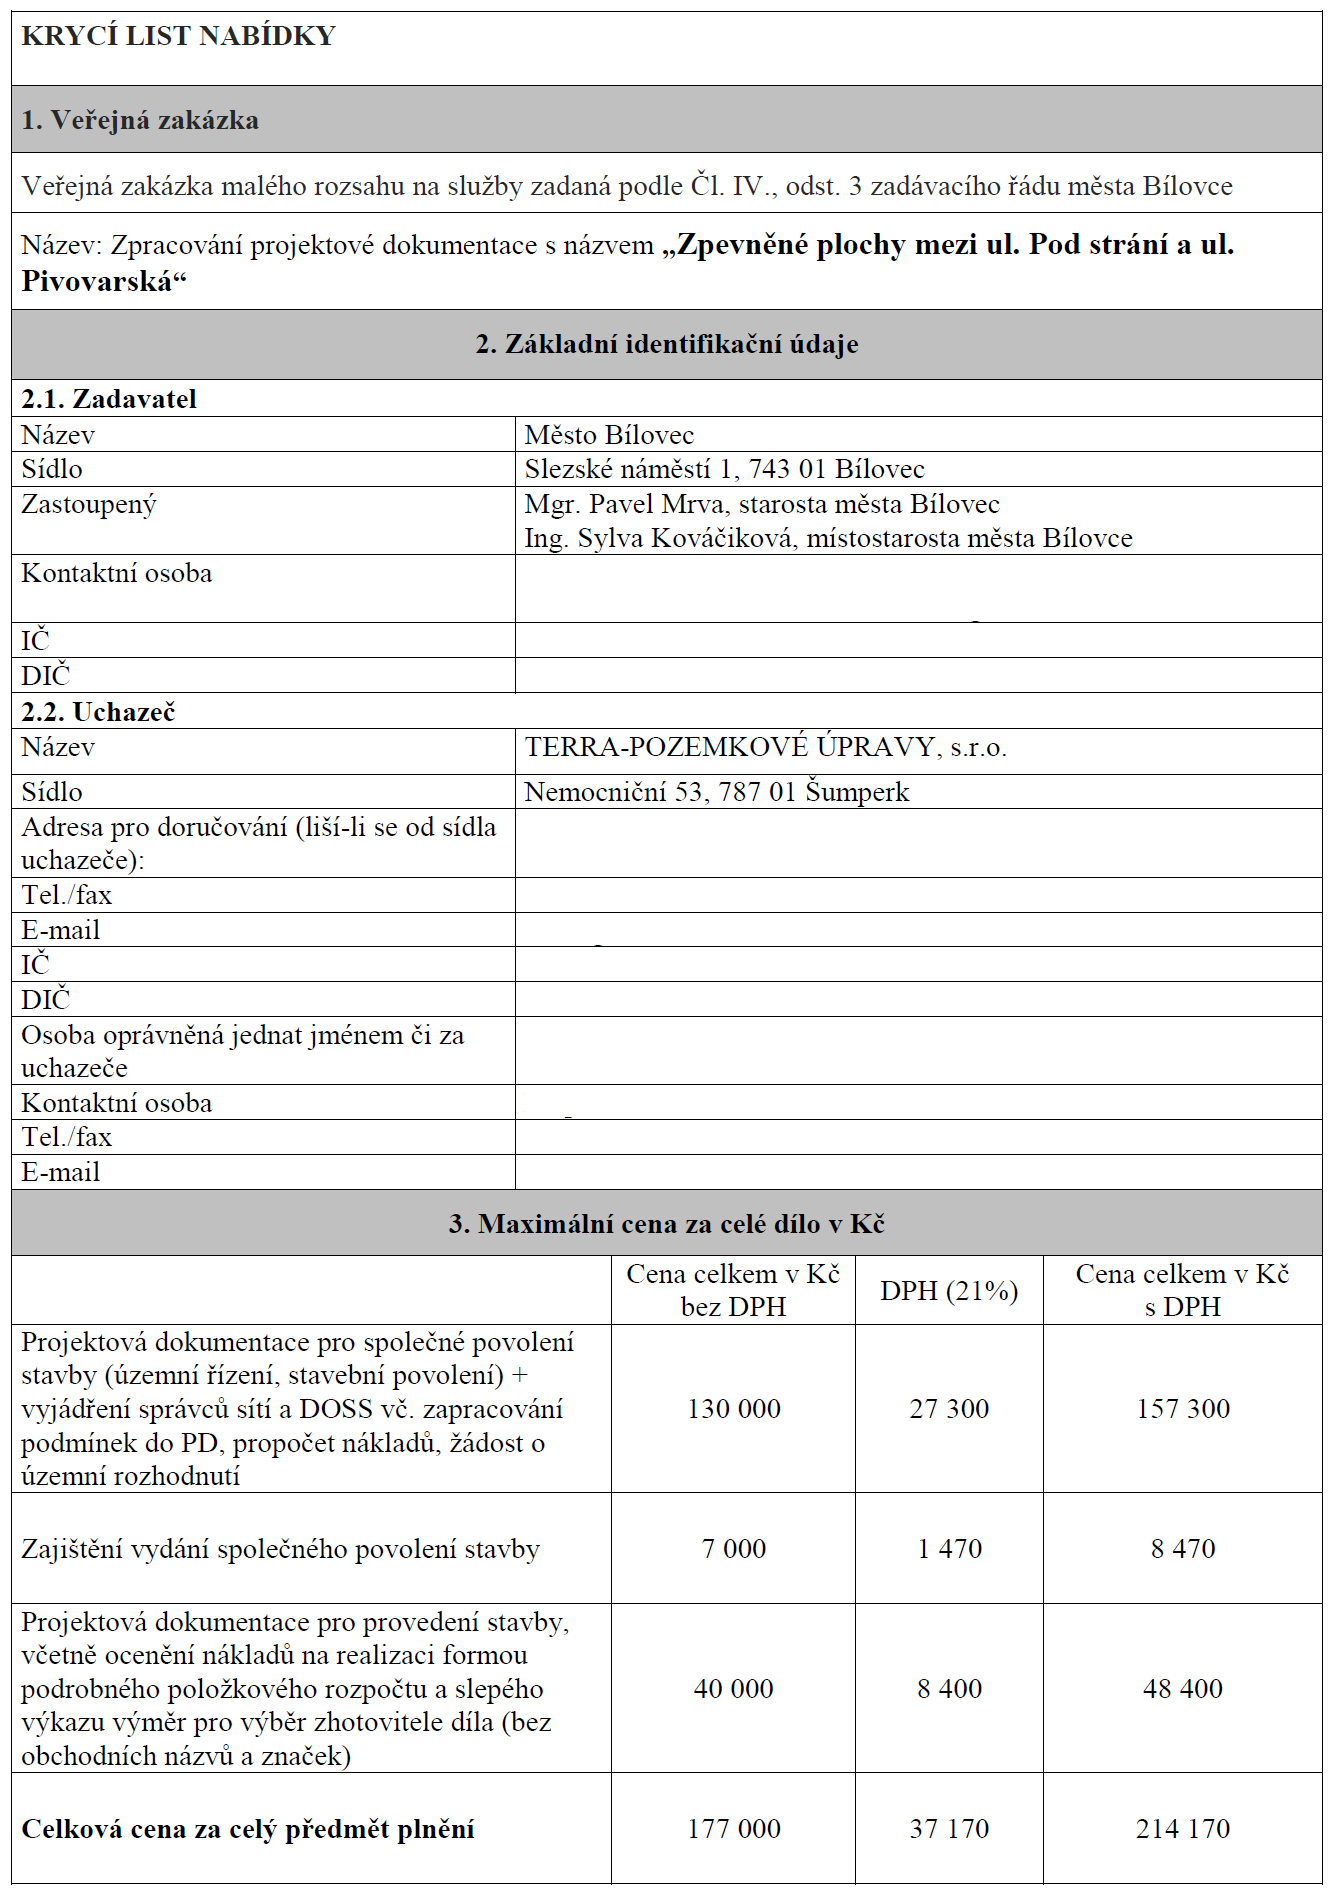 KRYCÍ LIST NABÍDKY
1. Veřejná zakázka
Veřejná zakázka malého rozsahu na služby zadaná podle Čl. IV., odst. 3 zadávacího řádu města Bílovce
Název: Zpracování projektové dokumentace s názvem „Zpevněné plochy mezi ul. Pod strání a ul.
Pivovarská“
2. Základní identifikační údaje
2.1. Zadavatel
Název Město Bílovec
Sídlo Slezské náměstí 1, 743 01 Bílovec
Zastoupený Mgr. Pavel Mrva, starosta města Bílovec
Ing. Sylva Kováčiková, místostarosta města Bílovce
Kontaktní osoba
IČ
DIČ
2.2. Uchazeč
Název TERRA-POZEMKOVÉ ÚPRAVY, s.r.o.
Sídlo Nemocniční 53, 787 01 Šumperk
Adresa pro doručování (liší-li se od sídla
uchazeče):
Tel./fax
E-mail
IČ
DIČ
Osoba oprávněná jednat jménem či za
uchazeče
Kontaktní osoba
Tel./fax
E-mail
3. Maximální cena za celé dílo v Kč
Cena celkem v Kč
bez DPH
DPH (21%)
Cena celkem v Kč
s DPH
Projektová dokumentace pro společné povolení
stavby (územní řízení, stavební povolení) +
vyjádření správců sítí a DOSS vč. zapracování
podmínek do PD, propočet nákladů, žádost o
územní rozhodnutí
130 000 27 300 157 300
Zajištění vydání společného povolení stavby 7 000 1 470 8 470
Projektová dokumentace pro provedení stavby,
včetně ocenění nákladů na realizaci formou
podrobného položkového rozpočtu a slepého
výkazu výměr pro výběr zhotovitele díla (bez
obchodních názvů a značek)
40 000 8 400 48 400
Celková cena za celý předmět plnění 177 000 37 170 214 170